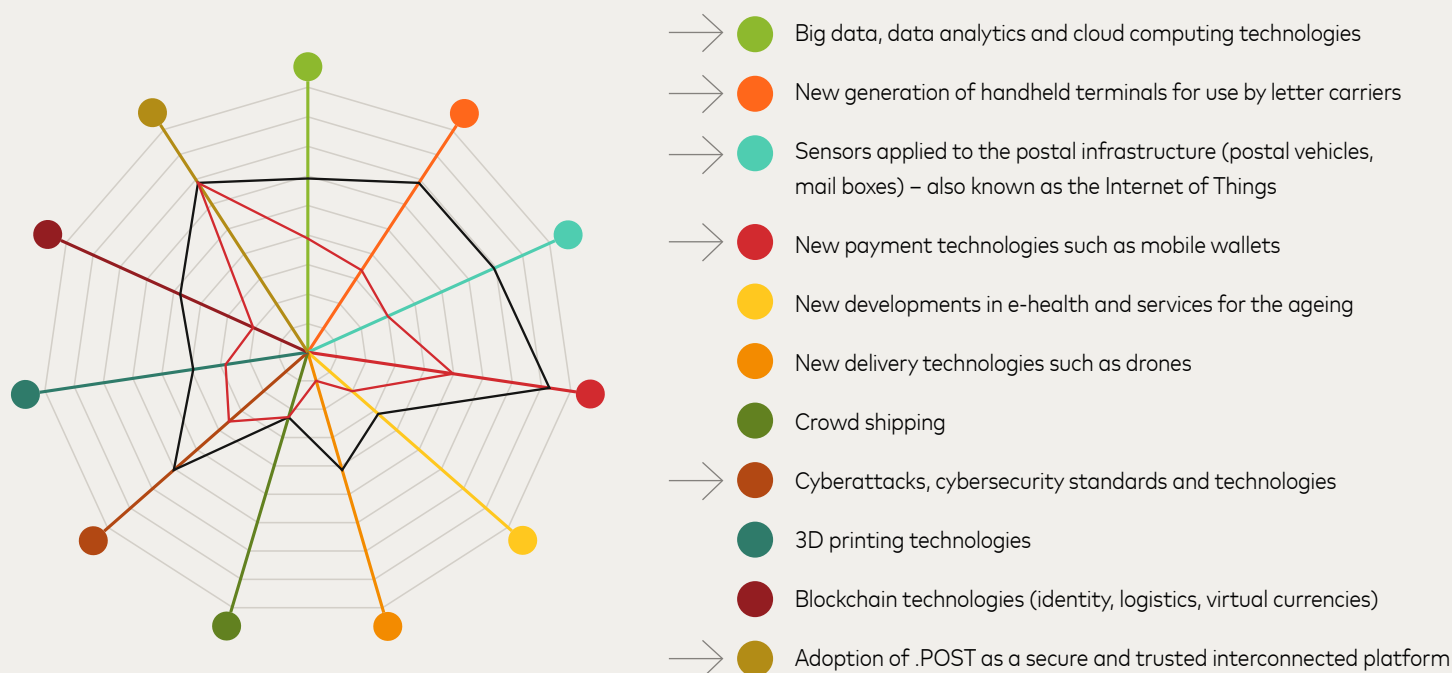 Big data, data analytics and cloud computing technologies
New generation of handheld terminals for use by letter carriers
Sensors applied to the postal infrastructure (postal vehicles,
mail boxes) – also known as the Internet of Things
New payment technologies such as mobile wallets
New developments in e-health and services for the ageing
New delivery technologies such as drones
Crowd shipping
Cyberattacks, cybersecurity standards and technologies
3D printing technologies
Blockchain technologies (identity, logistics, virtual currencies)
Adoption of .POST as a secure and trusted interconnected platform